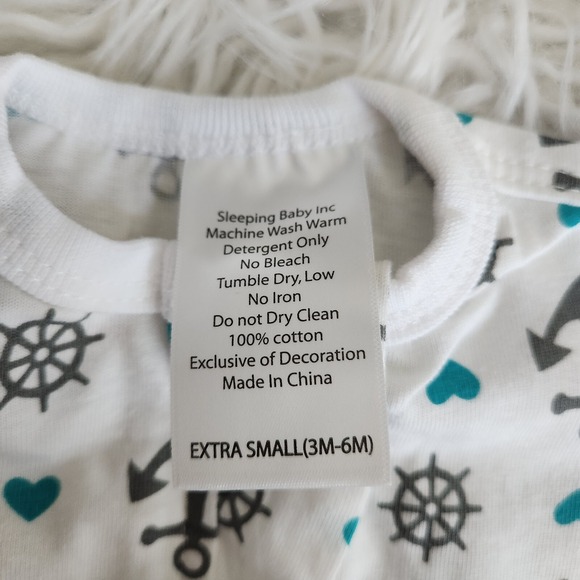 Sleeping Baby Inc
Machine Wash Warm
Detergent Only
No Bleach
Tumble Dry, Low
No Iron
Do not Dry Clean
100% cotton
Exclusive of Decoration
Made In China
EXTRA SMALL(3M-6M)